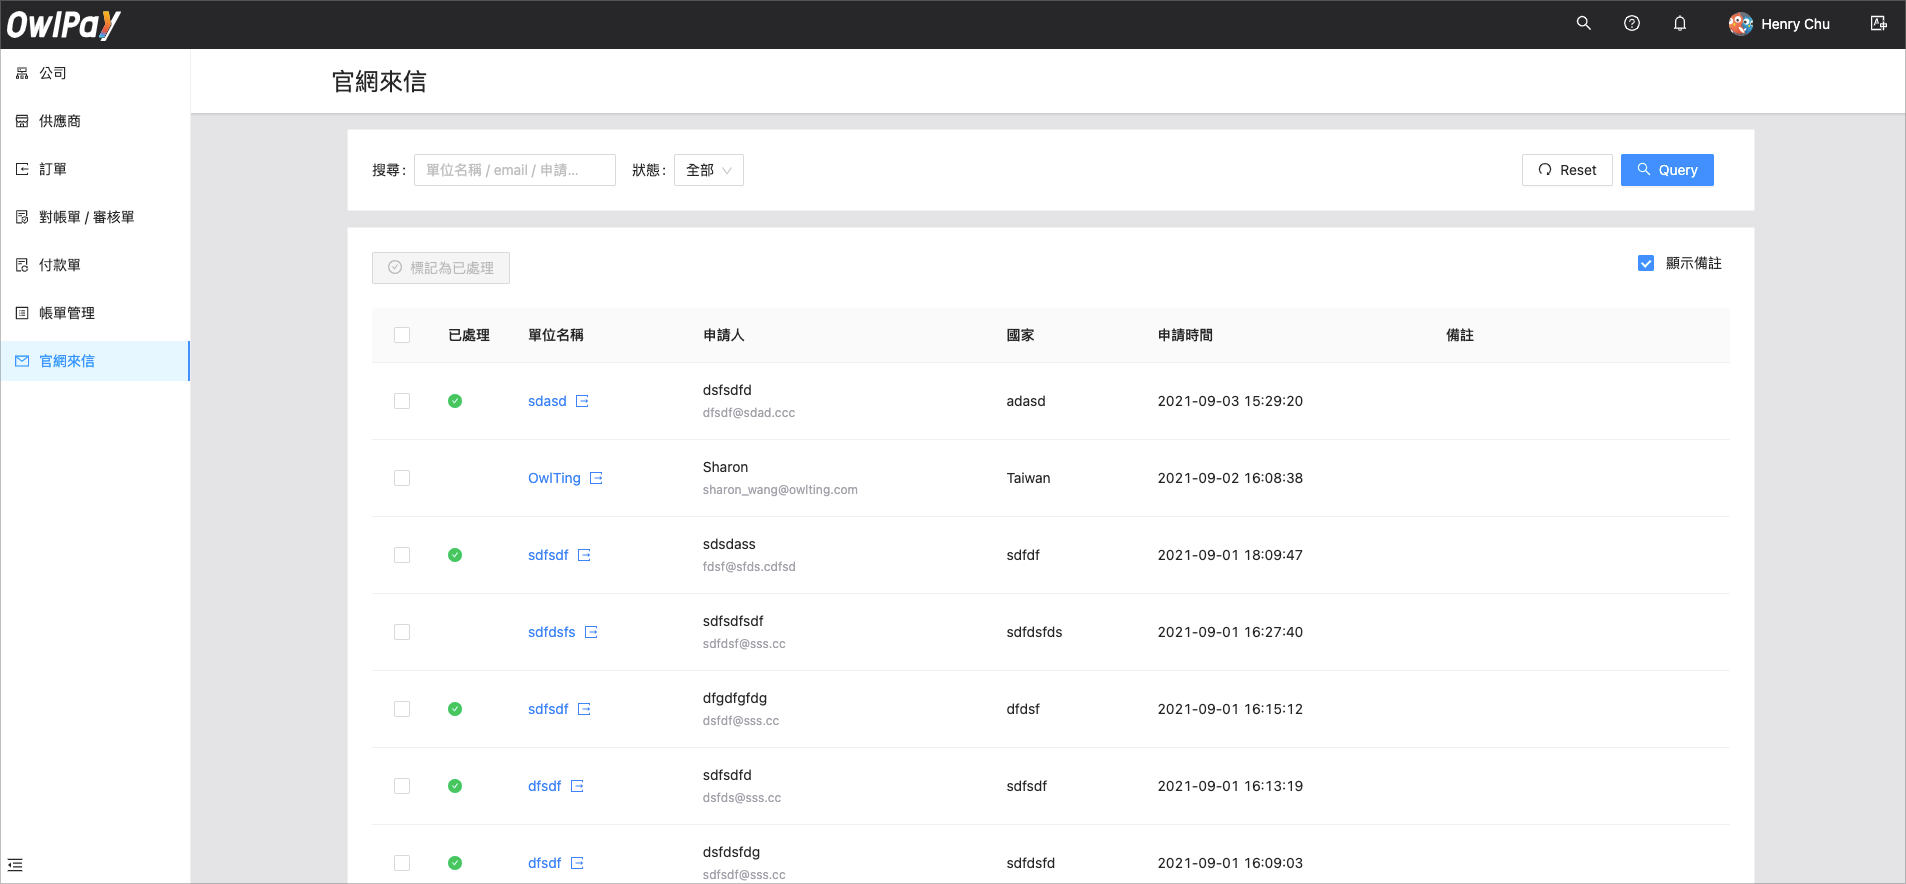 OwlPay
Henry Chu
公司
供應商
訂單
對帳單 / 審核單
付款單
帳單管理
官網來信
官網來信
搜尋: 單位名稱 / email / 申請... 狀態: 全部 Reset Query
標記為已處理 顯示備註
已處理 單位名稱 申請人 國家 申請時間 備註
sdasd dsfsdfd adasd 2021-09-03 15:29:20
dfsdf@sdad.ccc
OwlTing Sharon Taiwan 2021-09-02 16:08:38
sharon_wang@owlting.com
sdfsdf sdsdass sdfdf 2021-09-01 18:09:47
fdsf@sfds.cdfsd
sdfdsfs sdfsdfsdf sdfdsfds 2021-09-01 16:27:40
sdfdsf@sss.cc
sdfsdf dfgdfgfdg dfdsf 2021-09-01 16:15:12
dsfdf@sss.cc
dfsdf sdfsdfd sdfsdf 2021-09-01 16:13:19
dsfds@sss.cc
dfsdf dsfdsfdg sdfdsfd 2021-09-01 16:09:03
sdfsdf@sss.cc